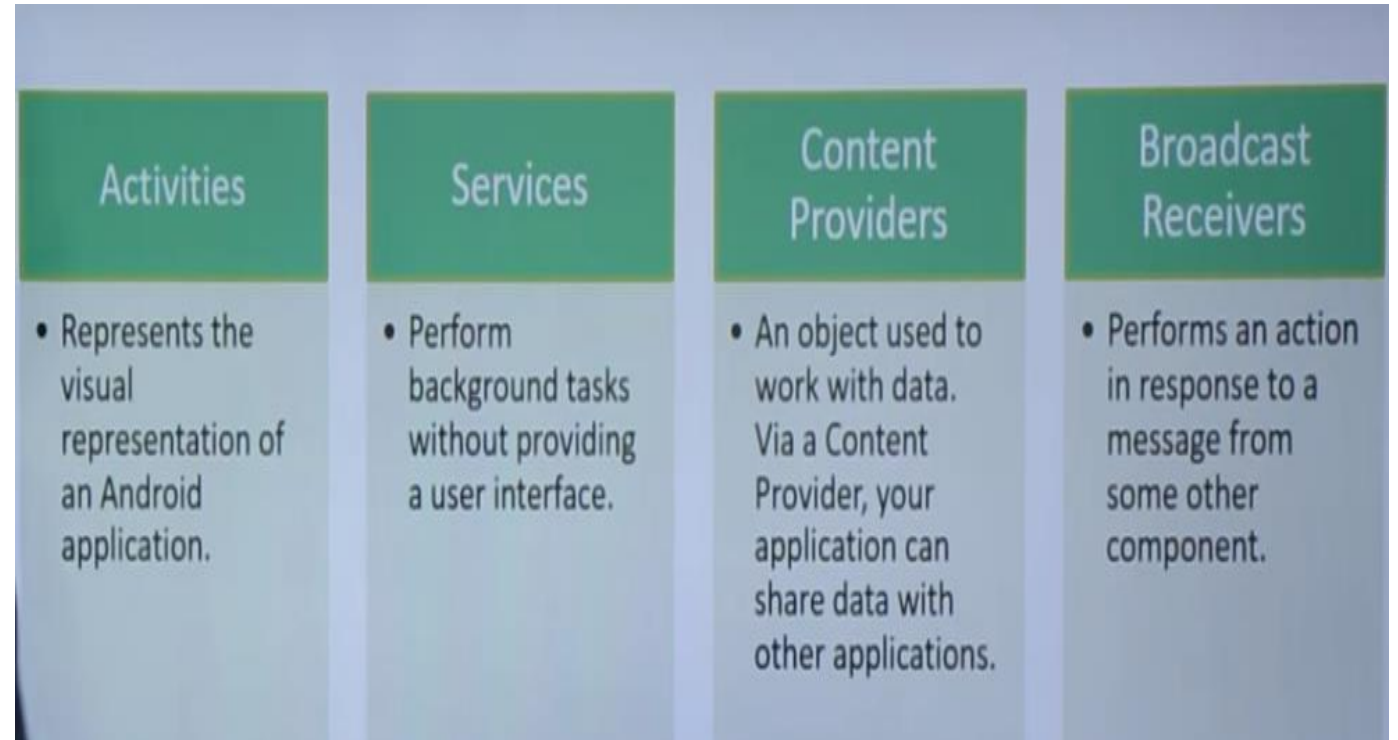 Activities
• Represents the
visual
representation of
an Android
application.
Services
• Perform
background tasks
without providing
a user interface.
Content
Providers
• An object used to
work with data.
Via a Content
Provider, your
application can
share data with
other applications.
Broadcast
Receivers
• Performs an action
in response to a
message from
some other
component.